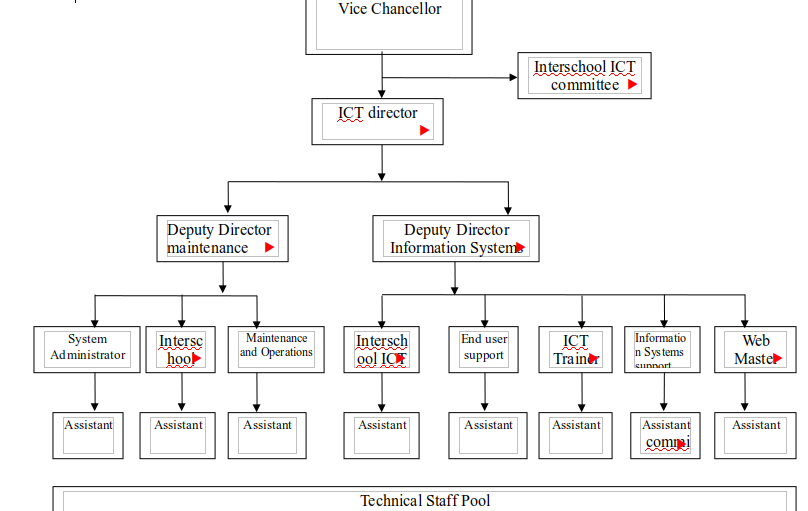 Vice Chancellor
Interschool ICT
committee
ICT director
Deputy Director
maintenance
Deputy Director
Information Systems
System
Administrator
Intersc
hool
Maintenance
and Operations
Intersch
ool ICT
End user
support
ICT
Trainer
Informatio
n Systems
support
Web
Master
Assistant
Assistant
Assistant
Assistant
Assistant
Assistant
Assistant
commi
Assistant
Technical Staff Pool